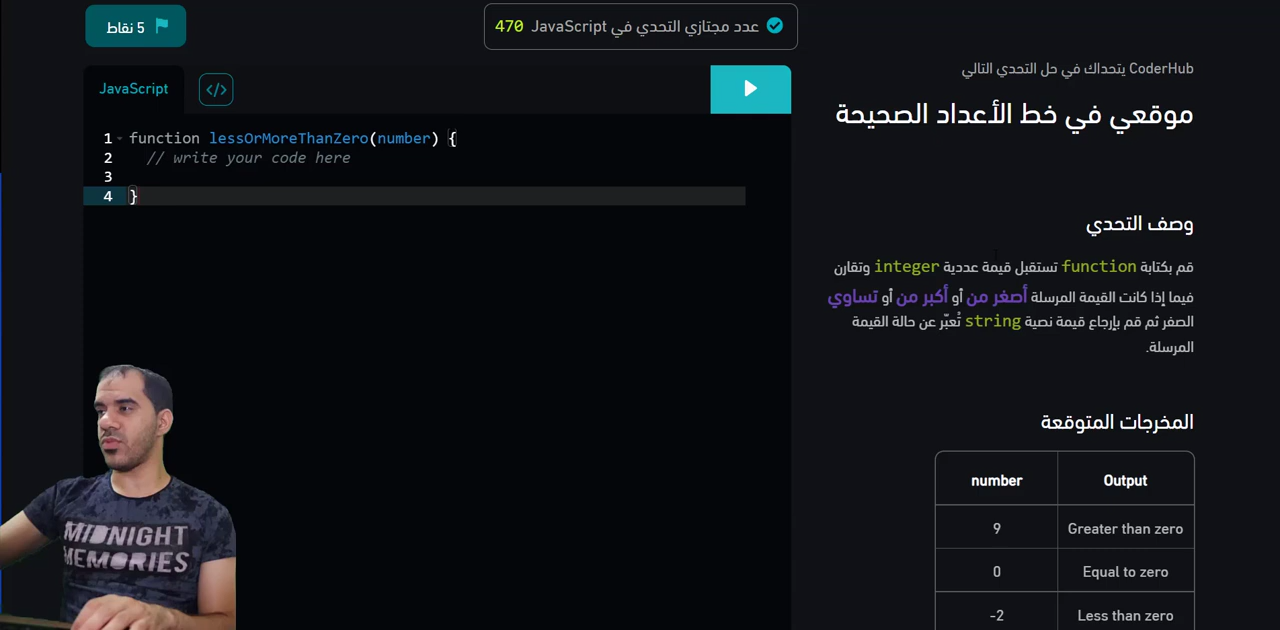 5 نقاط
عدد مجتازي التحدي في JavaScript 470
CoderHub يتحداك في حل التحدي التالي
موقعي في خط الأعداد الصحيحة
JavaScript
</>
1 function lessOrMoreThanZero(number) {
2 // write your code here
3
4 }
وصف التحدي
قم بكتابة function تستقبل قيمة عددية integer وتقارن
فيما إذا كانت القيمة المرسلة أصغر من أو أكبر من أو تساوي
الصفر ثم قم بإرجاع قيمة نصية string تُعبّر عن حالة القيمة
المرسلة.
المخرجات المتوقعة
number Output
9 Greater than zero
0 Equal to zero
-2 Less than zero
MIDNIGHT
MEMORIES